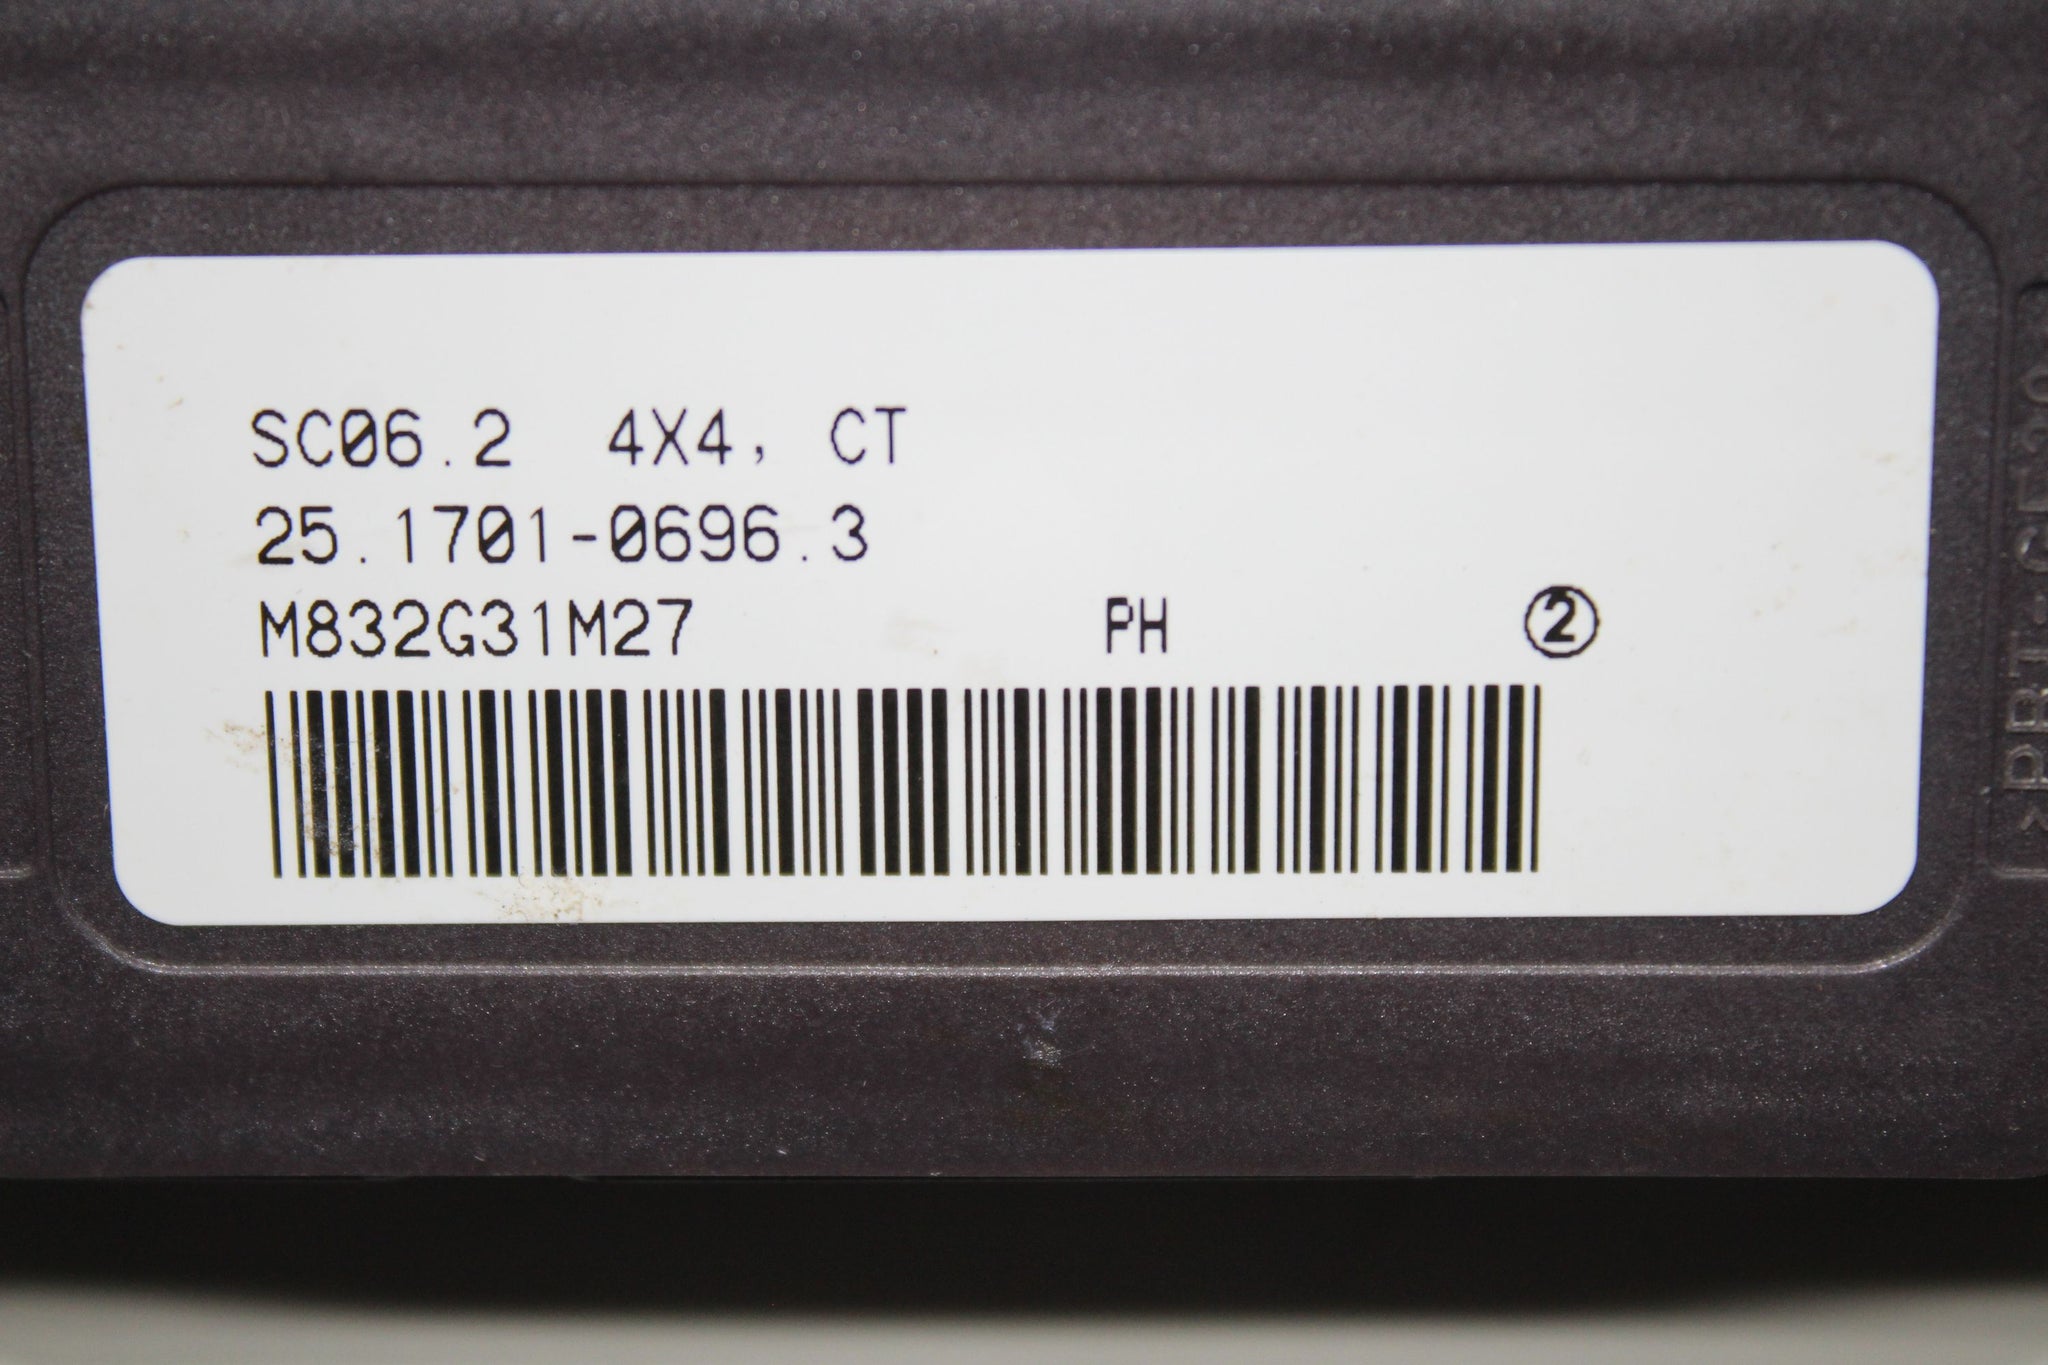 SC06.2 4X4, CT
25.1701-0696.3
M832G31M27 PH ②